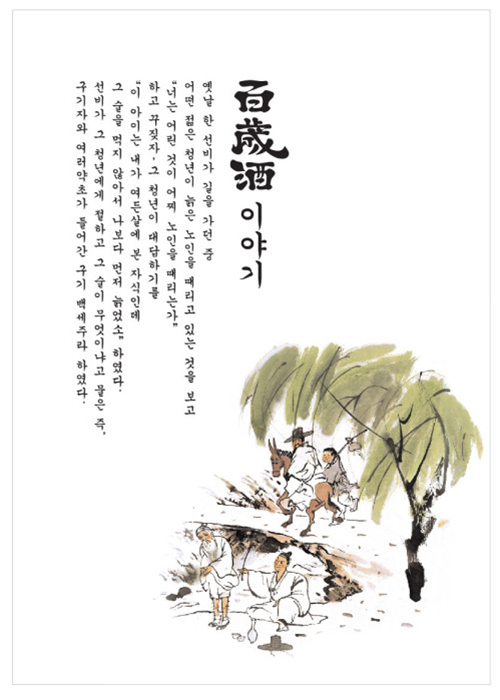 百歲酒 이야기
옛날 한 선비가 길을 가던 중
어떤 젊은 청년이 늙은 노인을 때리고 있는 것을 보고
“너는 어린 것이 어찌 노인을 때리는가”
하고 꾸짖자, 그 청년이 대답하기를
“이 아이는 내가 여든살에 본 자식인데
그 술을 먹지 않아서 나보다 먼저 늙었소” 하였다.
선비가 그 청년에게 절하고 그 술이 무엇이냐고 물은 즉,
구기자와 여러약초가 들어간 구기 백세주라 하였다.